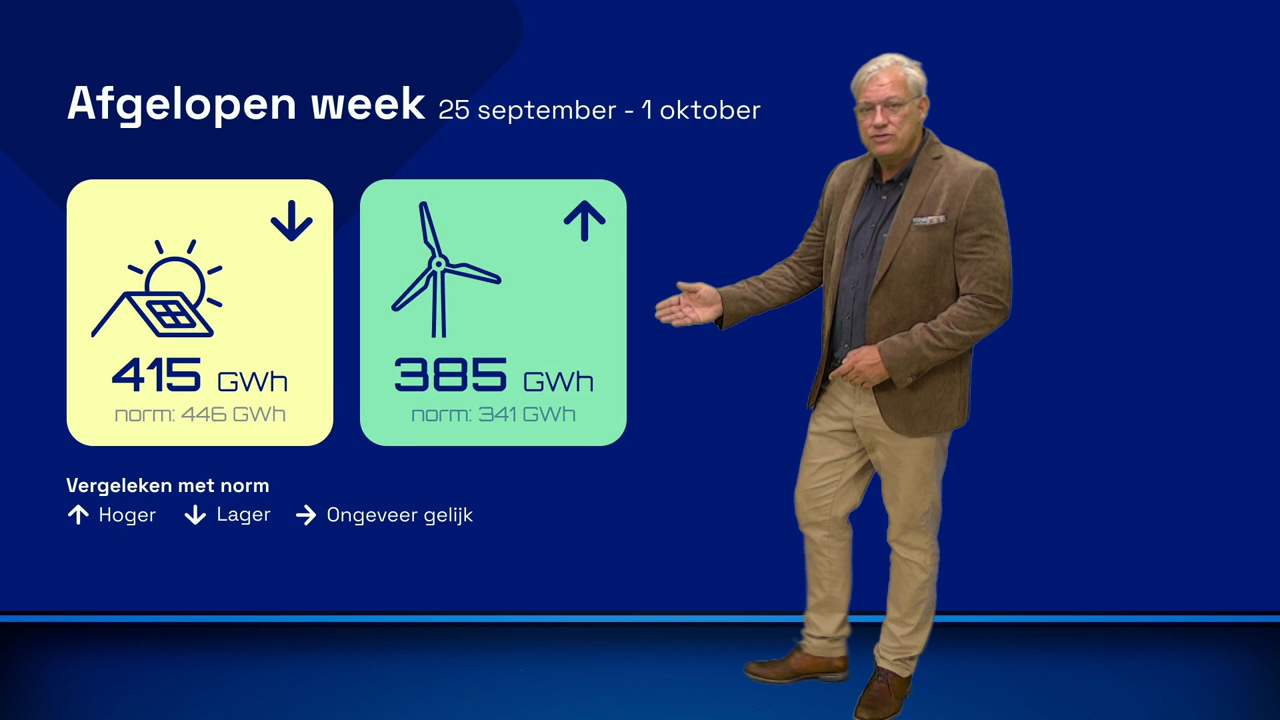 Afgelopen week 25 september - 1 oktober
415 GWh
norm: 446 GWh
385 GWh
norm: 341 GWh
Vergeleken met norm
Hoger Lager Ongeveer gelijk